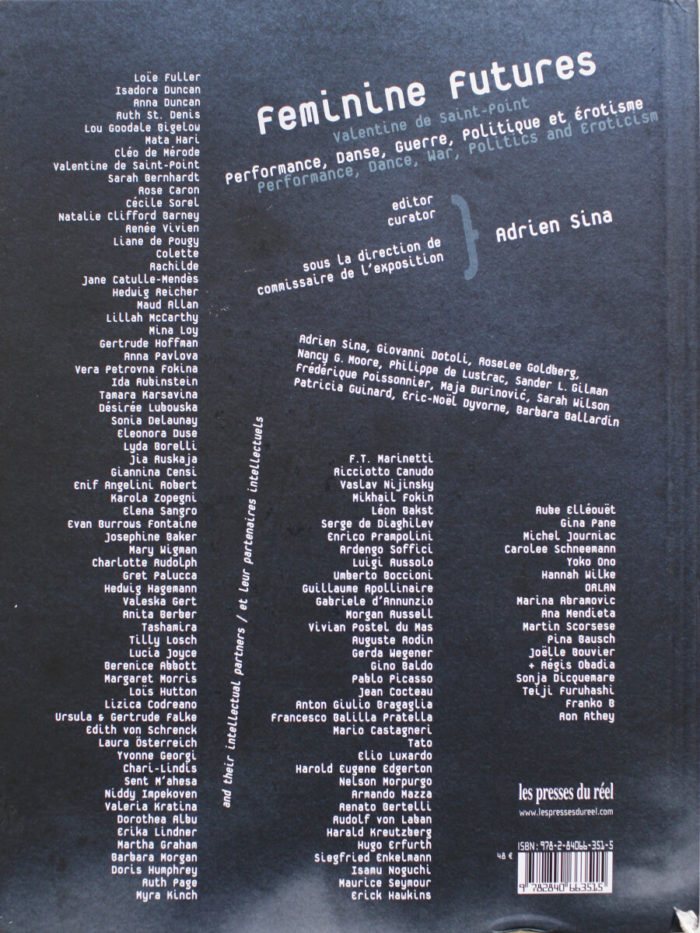 Feminine Futures
Valentine de Saint-Point
Performance, Danse, Guerre, Politique et Érotisme
Performance, Dance, War, Politics and Eroticism
editor
curator
sous la direction de
commissaire de l'exposition
}
Adrien Sina
Adrien Sina, Giovanni Dotoli, RoseLee Goldberg,
Nancy G. Moore, Philippe de Lustrac, Sander L. Gilman
Frédérique Poissonnier, Maja Đurinović, Sarah Wilson
Patricia Guinard, Eric-Noël Dyvorne, Barbara Ballardin
Loïe Fuller
Isadora Duncan
Anna Duncan
Ruth St. Denis
Lou Goodale Bigelow
Mata Hari
Cléo de Mérode
Valentine de Saint-Point
Sarah Bernhardt
Rose Caron
Cécile Sorel
Natalie Clifford Barney
Renée Vivien
Liane de Pougy
Colette
Rachilde
Jane Catulle-Mendès
Hedwig Reicher
Maud Allan
Lillah McCarthy
Mina Loy
Gertrude Hoffman
Anna Pavlova
Vera Petrovna Fokina
Ida Rubinstein
Tamara Karsavina
Désirée Lubowska
Sonia Delaunay
Eleonora Duse
Lyda Borelli
Jia Ruskaja
Giannina Censi
Enif Angelini Robert
Karola Zopegni
Elena Sangro
Evan Burrows Fontaine
Josephine Baker
Mary Wigman
Charlotte Rudolph
Gret Palucca
Hedwig Hagemann
Valeska Gert
Anita Berber
Tashamira
Tilly Losch
Lucia Joyce
Berenice Abbott
Margaret Morris
Loïs Hutton
Lizica Codreano
Ursula & Gertrude Falke
Edith von Schrenck
Laura Österreich
Yvonne Georgi
Chari-Lindis
Sent M'ahesa
Niddy Impekoven
Valeria Kratina
Dorothea Albu
Erika Lindner
Martha Graham
Barbara Morgan
Doris Humphrey
Ruth Page
Myra Kinch
and their intellectual partners / et leur partenaires intellectuels
F.T. Marinetti
Ricciotto Canudo
Vaslav Nijinsky
Mikhail Fokin
Léon Bakst
Serge de Diaghilev
Enrico Prampolini
Ardengo Soffici
Luigi Russolo
Umberto Boccioni
Guillaume Apollinaire
Gabriele d'Annunzio
Morgan Russell
Vivian Postel du Mas
Auguste Rodin
Gerda Wegener
Gino Baldo
Pablo Picasso
Jean Cocteau
Anton Giulio Bragaglia
Francesco Balilla Pratella
Mario Castagneri
Tato
Elio Luxardo
Harold Eugene Edgerton
Nelson Morpurgo
Armando Mazza
Renato Bertelli
Rudolf von Laban
Harald Kreutzberg
Hugo Erfurth
Siegfried Enkelmann
Isamu Noguchi
Maurice Seymour
Erick Hawkins
Aube Elléouët
Gina Pane
Michel Journiac
Carolee Schneemann
Yoko Ono
Hannah Wilke
ORLAN
Marina Abramovic
Ana Mendieta
Martin Scorsese
Pina Bausch
Joëlle Bouvier
+ Régis Obadia
Sonja Dicquemare
Teiji Furuhashi
Franko B
Ron Athey
les presses du réel
www.lespressesdureel.com
ISBN: 978-2-84066-351-5
48 €
9 782840 663515